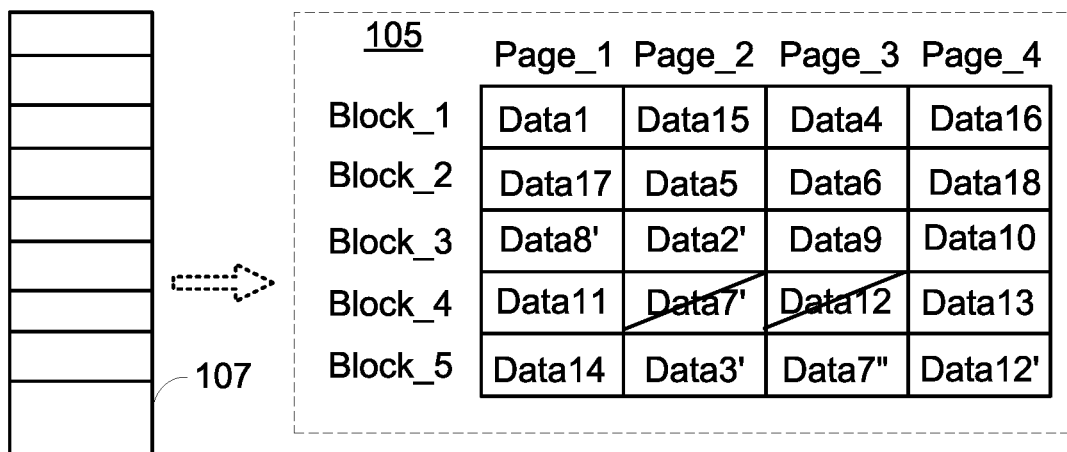 105
Page_1 Page_2 Page_3 Page_4
Block_1 Data1 Data15 Data4 Data16
Block_2 Data17 Data5 Data6 Data18
Block_3 Data8' Data2' Data9 Data10
Block_4 Data11 Data7' Data12 Data13
Block_5 Data14 Data3' Data7" Data12'
107